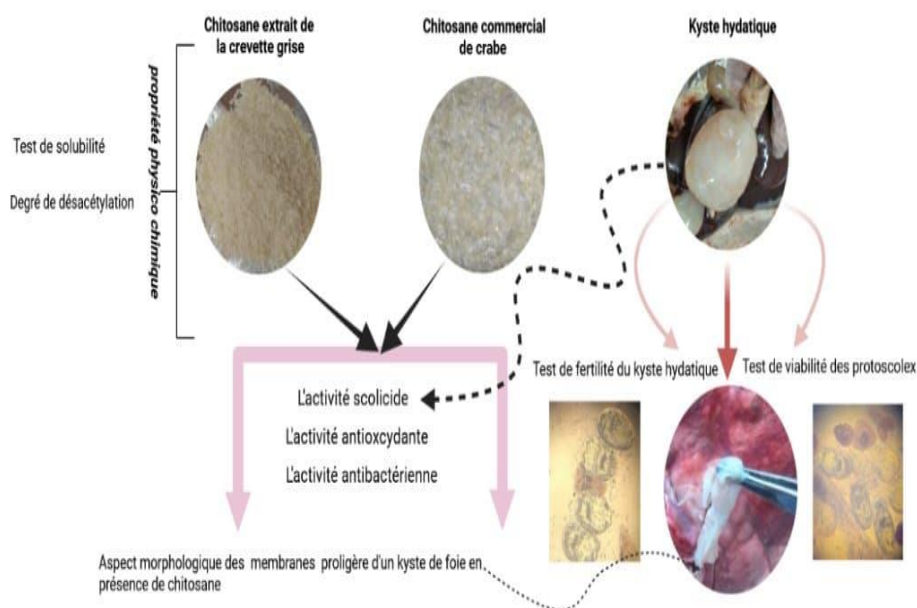 Chitosane extrait de
la crevette grise
Chitosane commercial
de crabe
Kyste hydatique
propriété physico chimique
Test de solubilité
Degré de désacétylation
Test de fertilité du kyste hydatique
Test de viabilité des protoscolex
L'activité scolicide
L'activité antioxcydante
L'activité antibactérienne
Aspect morphologique des membranes proligère d'un kyste de foie en
présence de chitosane